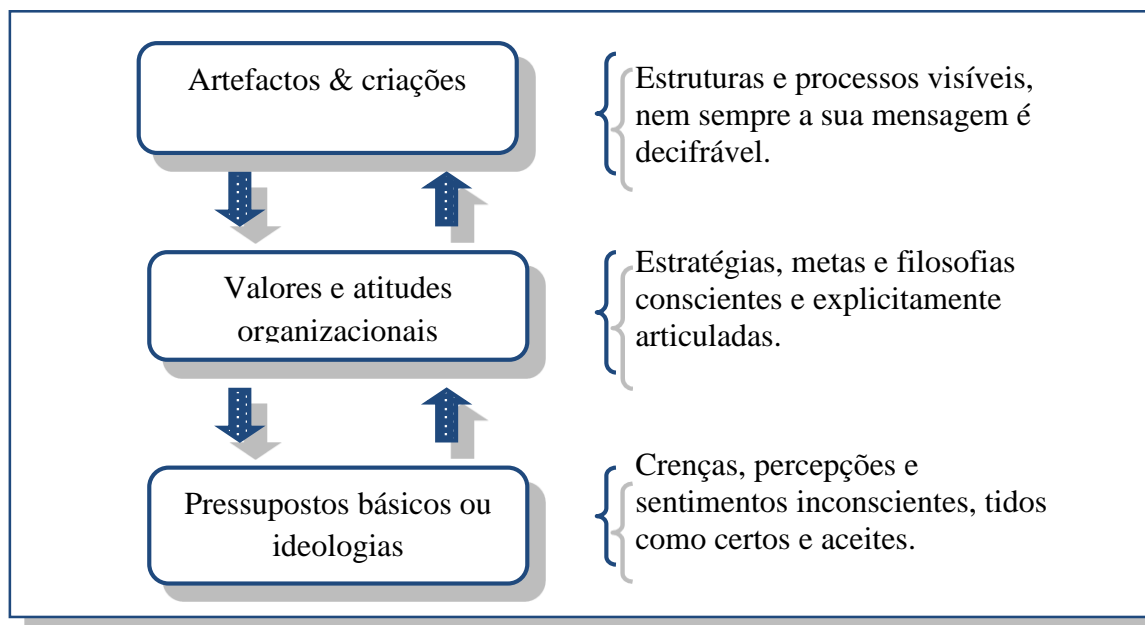 Artefactos & criações
Estruturas e processos visíveis,
nem sempre a sua mensagem é
decifrável.
Valores e atitudes
organizacionais
Estratégias, metas e filosofias
conscientes e explicitamente
articuladas.
Pressupostos básicos ou
ideologias
Crenças, percepções e
sentimentos inconscientes, tidos
como certos e aceites.